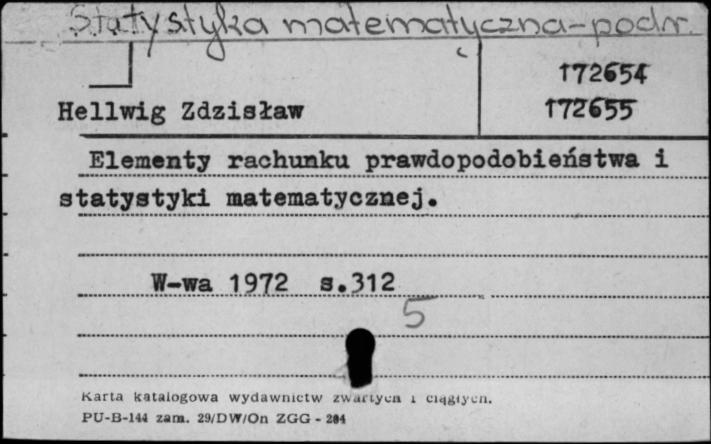 Statystyka matematyczna-podr.
172654
Hellwig Zdzisław
172655
Elementy rachunku prawdopodobieństwa i
statystyki matematycznej.
W-wa 1972 s.312
5
Karta katalogowa wydawnictw zwartych i ciągłych.
PU-B-144 zam. 29/DW/On ZGG - 204